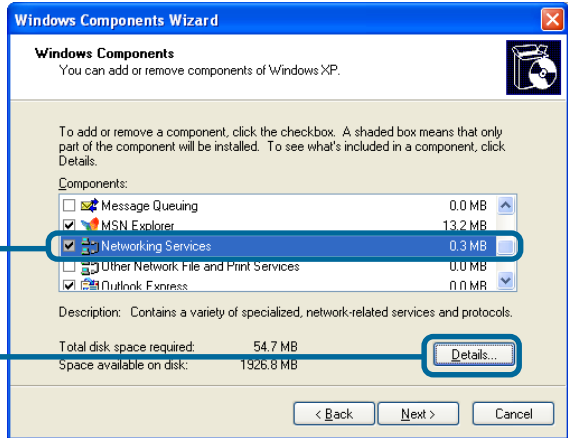 Windows Components Wizard
Windows Components
You can add or remove components of Windows XP.
To add or remove a component, click the checkbox. A shaded box means that only
part of the component will be installed. To see what's included in a component, click
Details.
Components:
Message Queuing 0.0 MB
MSN Explorer 13.2 MB
Networking Services 0.3 MB
Other Network File and Print Services 0.0 MB
Outlook Express 0.0 MB
Description: Contains a variety of specialized, network-related services and protocols.
Total disk space required: 54.7 MB
Space available on disk: 1926.8 MB
Details...
< Back Next > Cancel